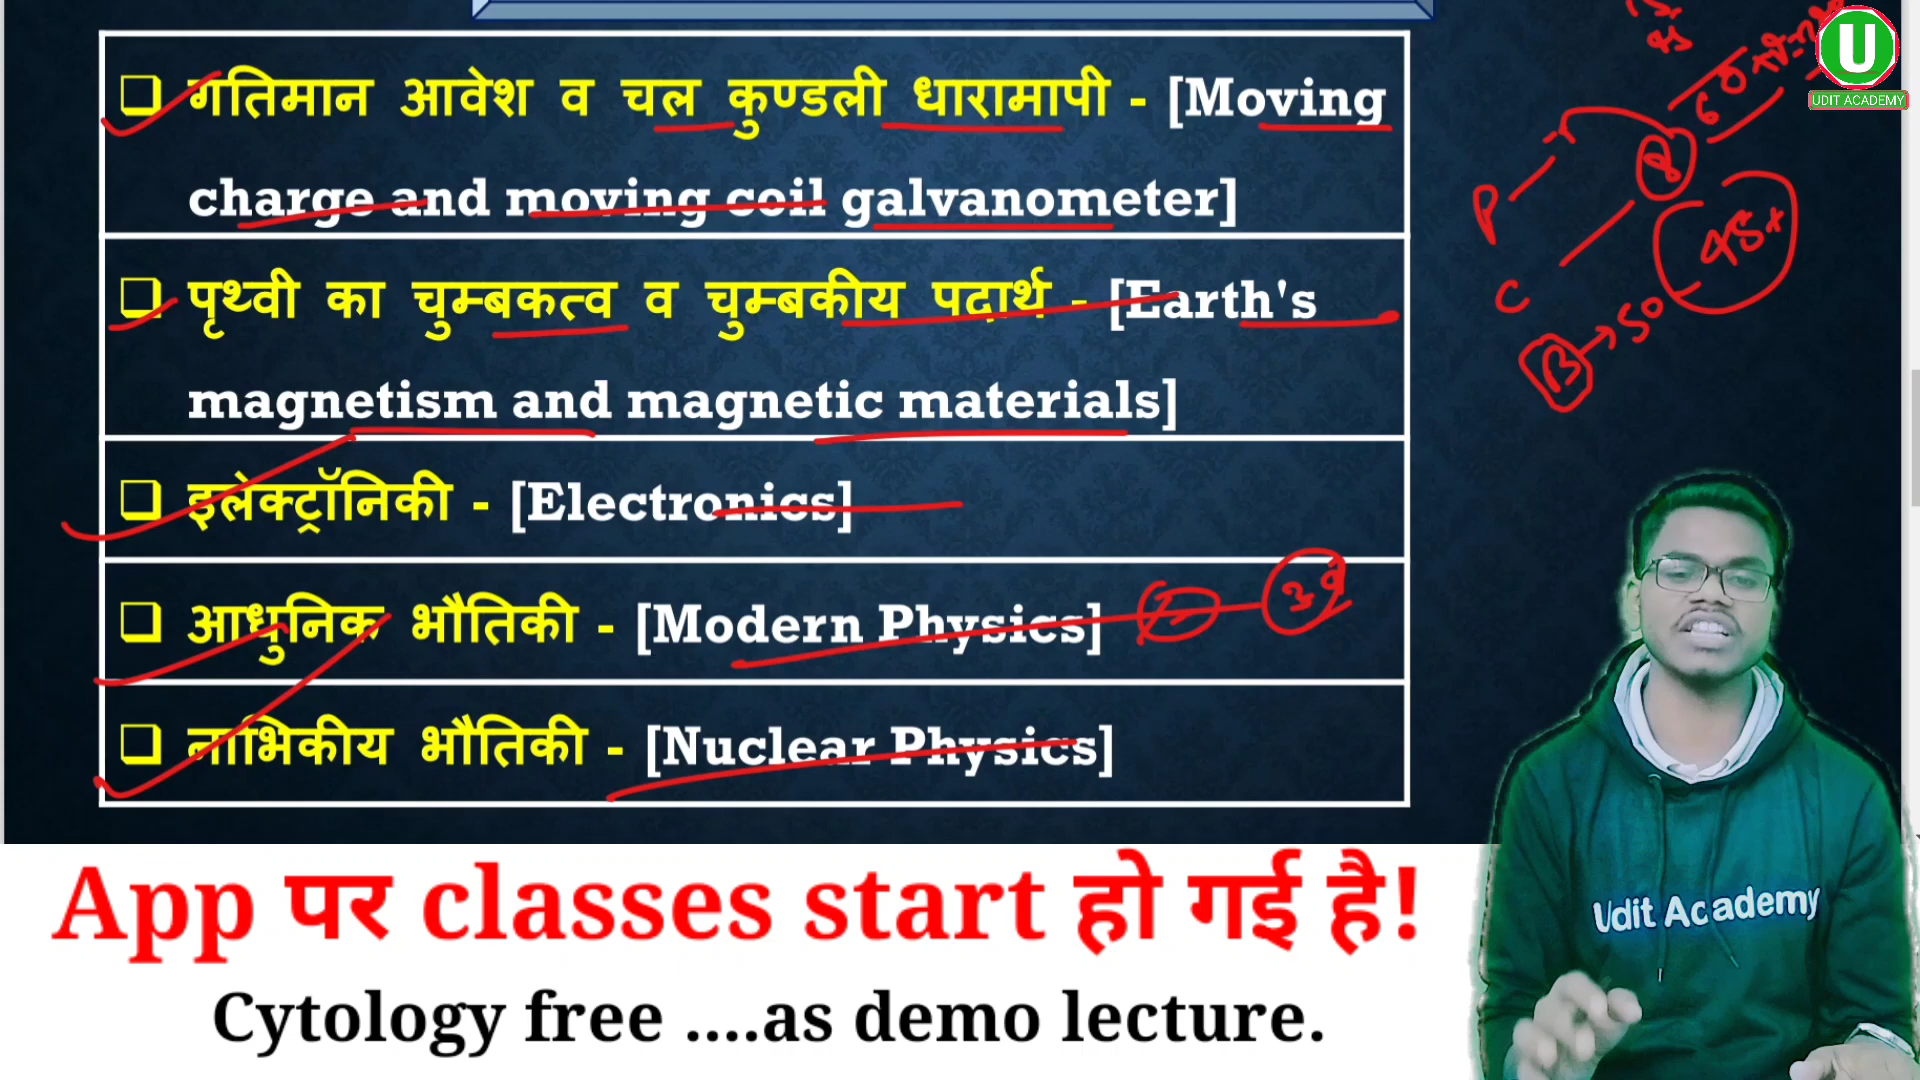 गतिमान आवेश व चल कुण्डली धारामापी - [Moving
charge and moving coil galvanometer]
पृथ्वी का चुम्बकत्व व चुम्बकीय पदार्थ - [Earth's
magnetism and magnetic materials]
इलेक्ट्रॉनिकी - [Electronics]
आधुनिक भौतिकी - [Modern Physics]
नाभिकीय भौतिकी - [Nuclear Physics]
P
C
B → 50
U
UDIT ACADEMY
Udit Academy
App पर classes start हो गई है!
Cytology free ....as demo lecture.